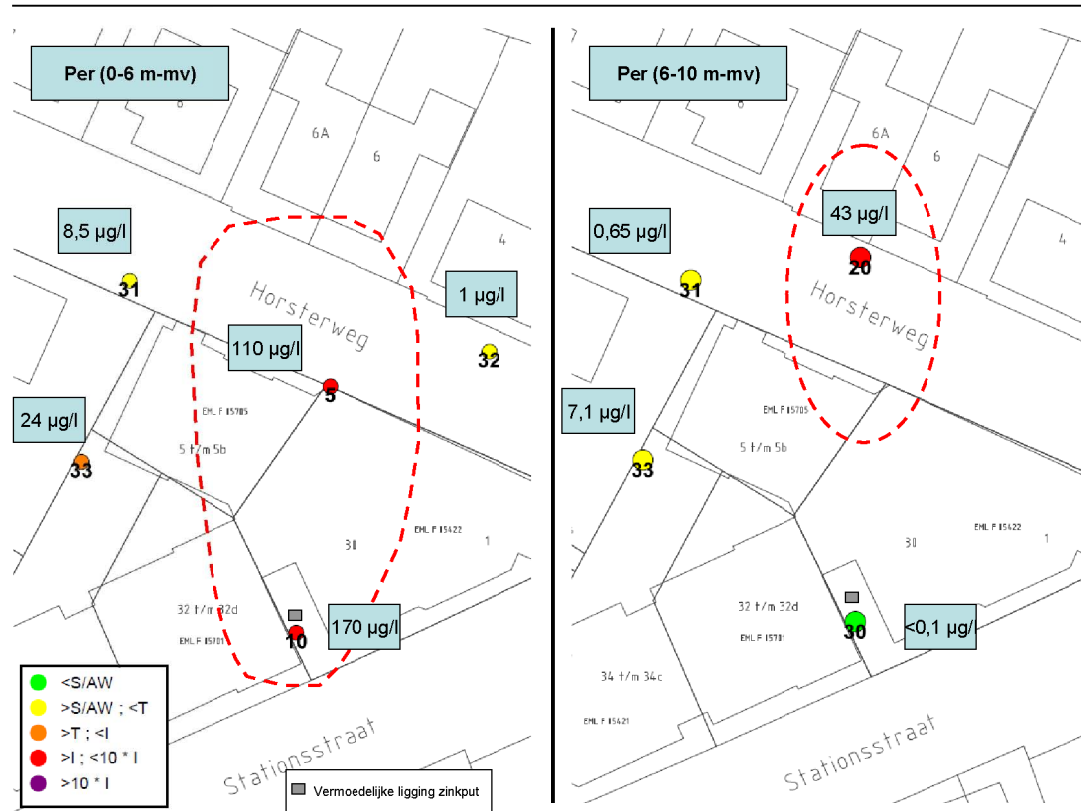 Per (0-6 m-mv)
8
6A
6
4
8,5 µg/l
31
Horsterweg
1 µg/l
32
110 µg/l
5
24 µg/l
33
EML F 15705
5 t/m 5b
EML F 15422
30
1
32 t/m 32d
EML F 15701
10
170 µg/l
Stationsstraat
<S/AW
>S/AW ; <T
>T ; <I
>I ; <10 * I
>10 * I
Vermoedelijke ligging zinkput
Per (6-10 m-mv)
6A
6
4
43 µg/l
20
0,65 µg/l
31
Horsterweg
7,1 µg/l
33
EML F 15705
5 t/m 5b
EML F 15422
30
1
32 t/m 32d
EML F 15701
30
<0,1 µg/l
34 t/m 34c
EML F 15421
Stationsstraat